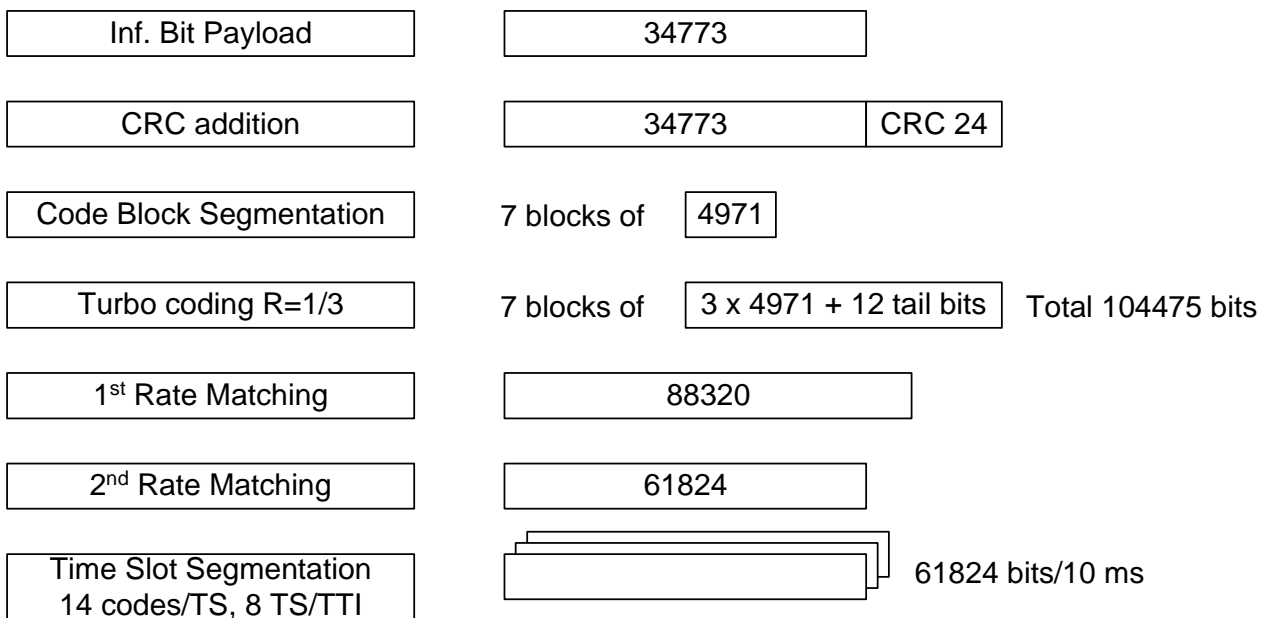 Inf. Bit Payload 34773
CRC addition 34773 CRC 24
Code Block Segmentation 7 blocks of 4971
Turbo coding R=1/3 7 blocks of 3 x 4971 + 12 tail bits Total 104475 bits
1st Rate Matching 88320
2nd Rate Matching 61824
Time Slot Segmentation
14 codes/TS, 8 TS/TTI
61824 bits/10 ms